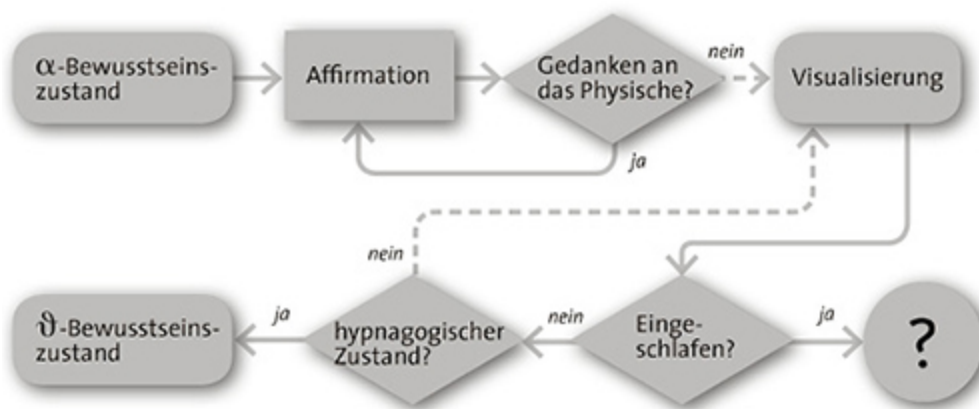 α-Bewusstseins-
zustand
Affirmation
Gedanken an
das Physische?
nein
Visualisierung
ja
nein
ϑ-Bewusstseins-
zustand
ja
hypnagogischer
Zustand?
nein
Einge-
schlafen?
ja
?